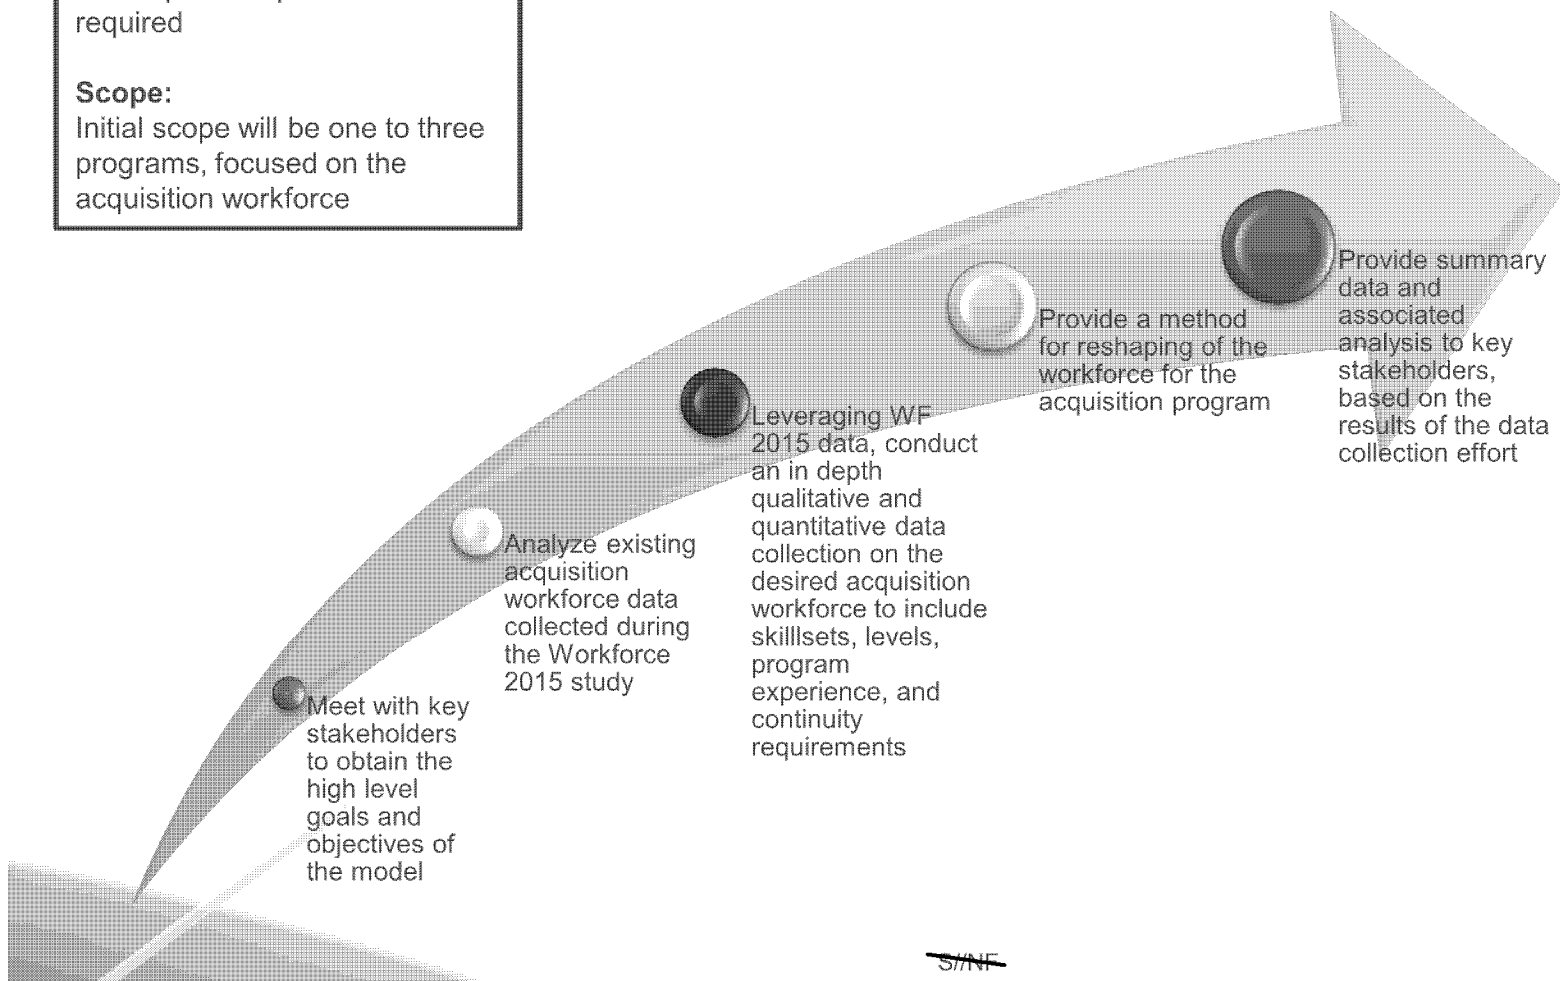 required
Scope:
Initial scope will be one to three
programs, focused on the
acquisition workforce
Meet with key
stakeholders
to obtain the
high level
goals and
objectives of
the model
Analyze existing
acquisition
workforce data
collected during
the Workforce
2015 study
Leveraging WF
2015 data, conduct
an in depth
qualitative and
quantitative data
collection on the
desired acquisition
workforce to include
skilllsets, levels,
program
experience, and
continuity
requirements
Provide a method
for reshaping of the
workforce for the
acquisition program
Provide summary
data and
associated
analysis to key
stakeholders,
based on the
results of the data
collection effort
S//NF